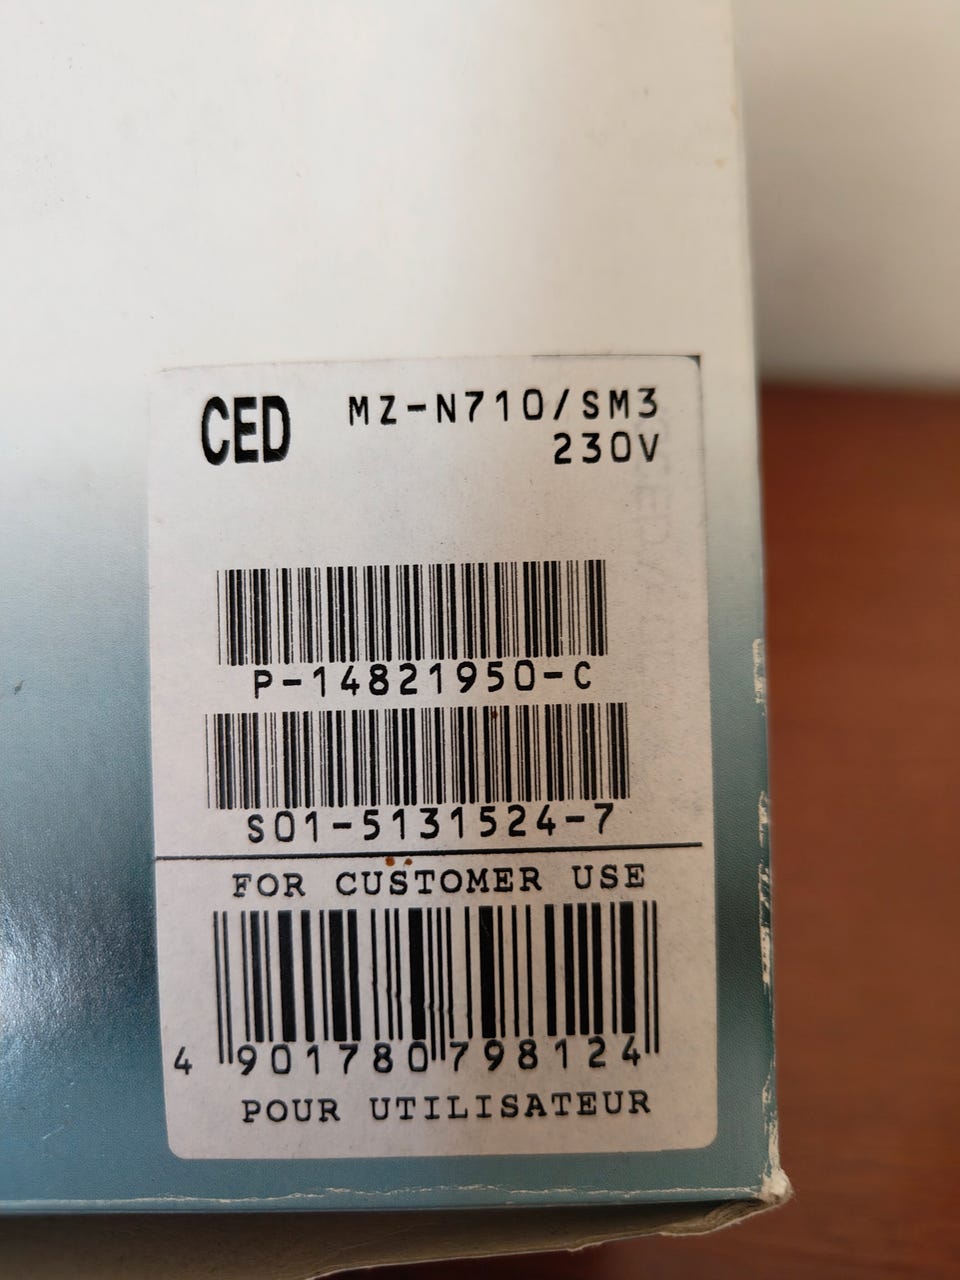 CED MZ-N710/SM3
230V
P-14821950-C
S01-5131524-7
FOR CUSTOMER USE
4 901780 798124
POUR UTILISATEUR